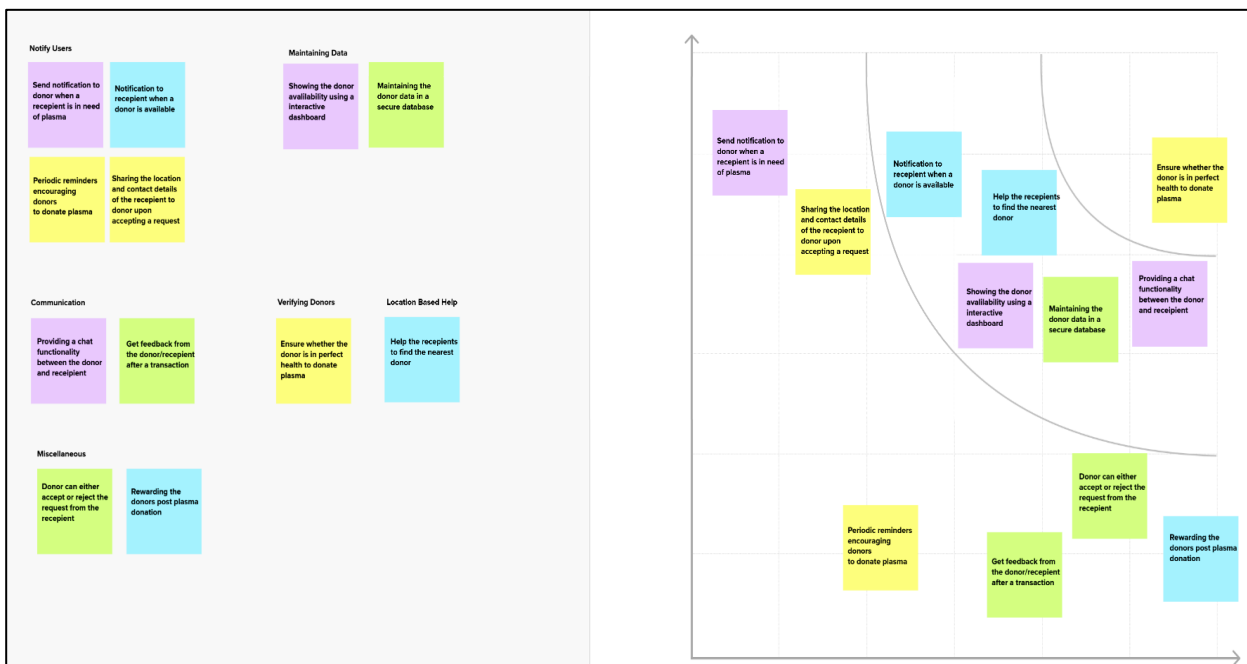 Notify Users
Send notification to
donor when a
recepient is in need
of plasma
Notification to
recepient when a
donor is available
Periodic reminders
encouraging
donors
to donate plasma
Sharing the location
and contact details
of the recepient to
donor upon
accepting a request
Maintaining Data
Showing the donor
availability using a
interactive
dashboard
Maintaining the
donor data in a
secure database
Communication
Providing a chat
functionality
between the donor
and receipient
Get feedback from
the donor/recepient
after a transaction
Verifying Donors
Ensure whether the
donor is in perfect
health to donate
plasma
Location Based Help
Help the recepients
to find the nearest
donor
Miscellaneous
Donor can either
accept or reject the
request from the
recepient
Rewarding the
donors post plasma
donation
Send notification to
donor when a
recepient is in need
of plasma
Sharing the location
and contact details
of the recepient to
donor upon
accepting a request
Notification to
recepient when a
donor is available
Help the recepients
to find the nearest
donor
Ensure whether the
donor is in perfect
health to donate
plasma
Showing the donor
availability using a
interactive
dashboard
Maintaining the
donor data in a
secure database
Providing a chat
functionality
between the donor
and receipient
Periodic reminders
encouraging
donors
to donate plasma
Get feedback from
the donor/recepient
after a transaction
Donor can either
accept or reject the
request from the
recepient
Rewarding the
donors post plasma
donation